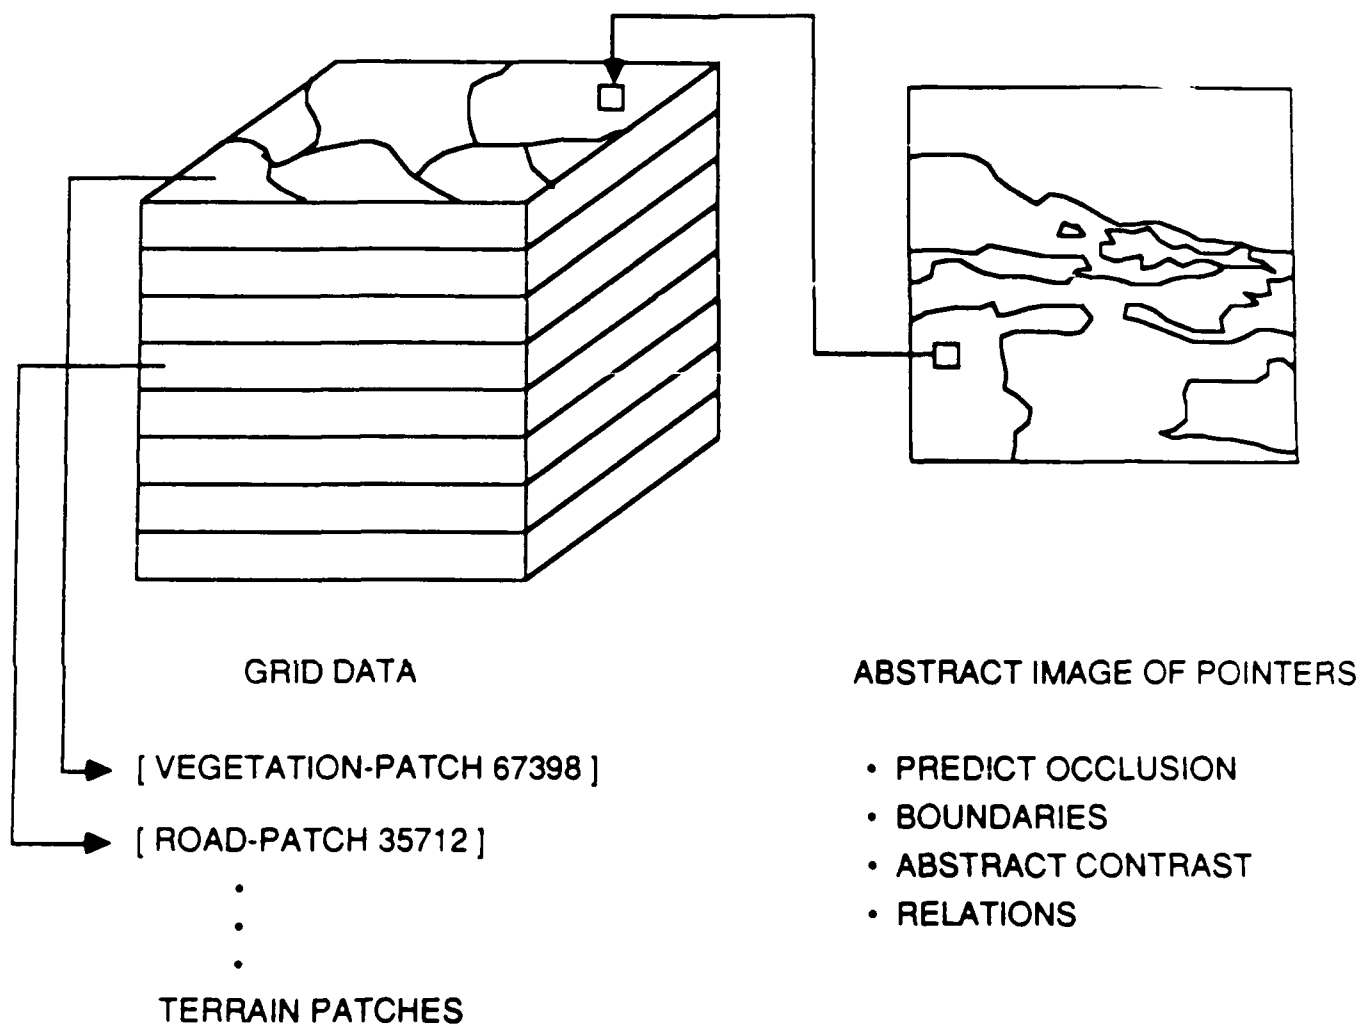 GRID DATA
[ VEGETATION-PATCH 67398 ]
[ ROAD-PATCH 35712 ]
TERRAIN PATCHES
ABSTRACT IMAGE OF POINTERS
• PREDICT OCCLUSION
• BOUNDARIES
• ABSTRACT CONTRAST
• RELATIONS